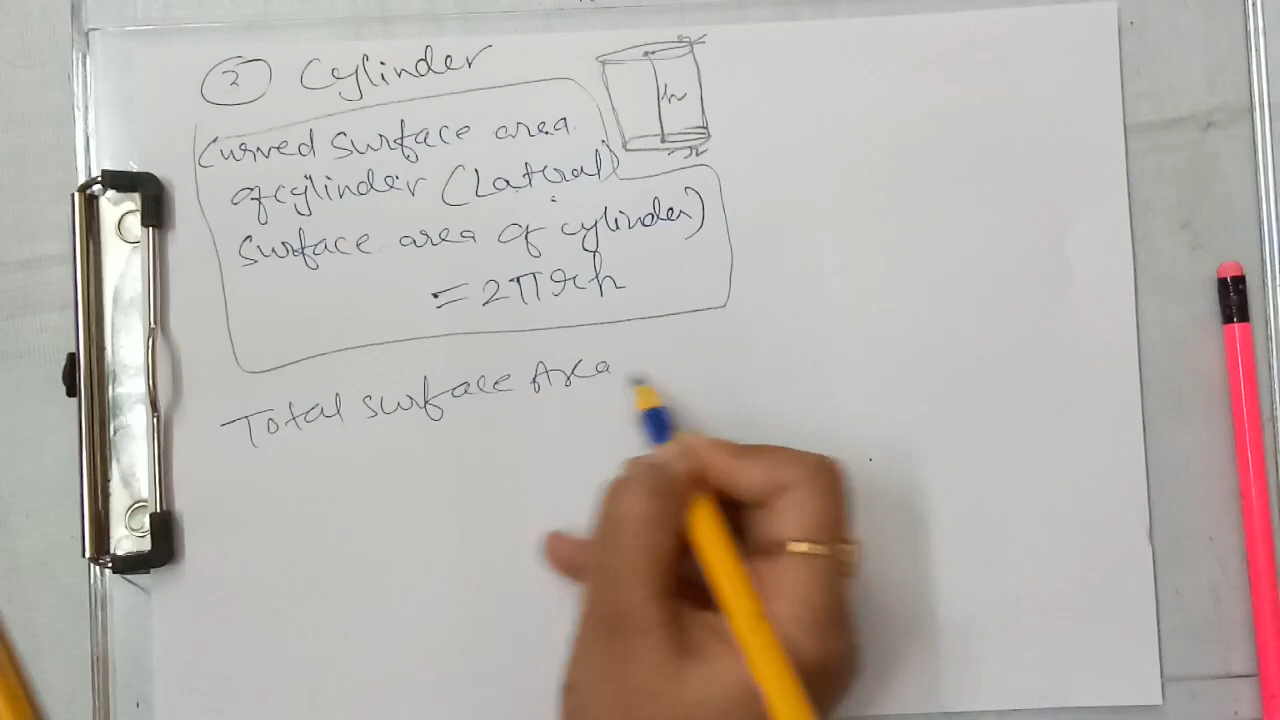 2 Cylinder
r
h
r
Curved surface area
of cylinder (Lateral
surface area of cylinder)
= 2πrh
Total surface Area